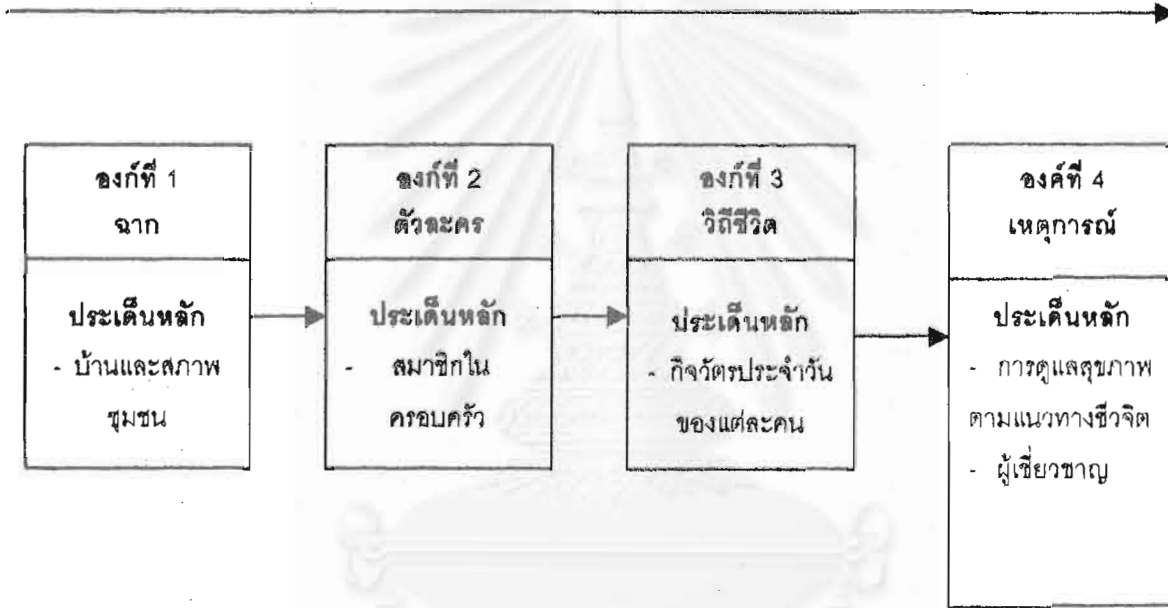 องก์ที่ 1
ฉาก
ประเด็นหลัก
- บ้านและสภาพ
ชุมชน
องก์ที่ 2
ตัวละคร
ประเด็นหลัก
- สมาชิกใน
ครอบครัว
องก์ที่ 3
วิถีชีวิต
ประเด็นหลัก
- กิจวัตรประจำวัน
ของแต่ละคน
องค์ที่ 4
เหตุการณ์
ประเด็นหลัก
- การดูแลสุขภาพ
ตามแนวทางชีวจิต
- ผู้เชี่ยวชาญ